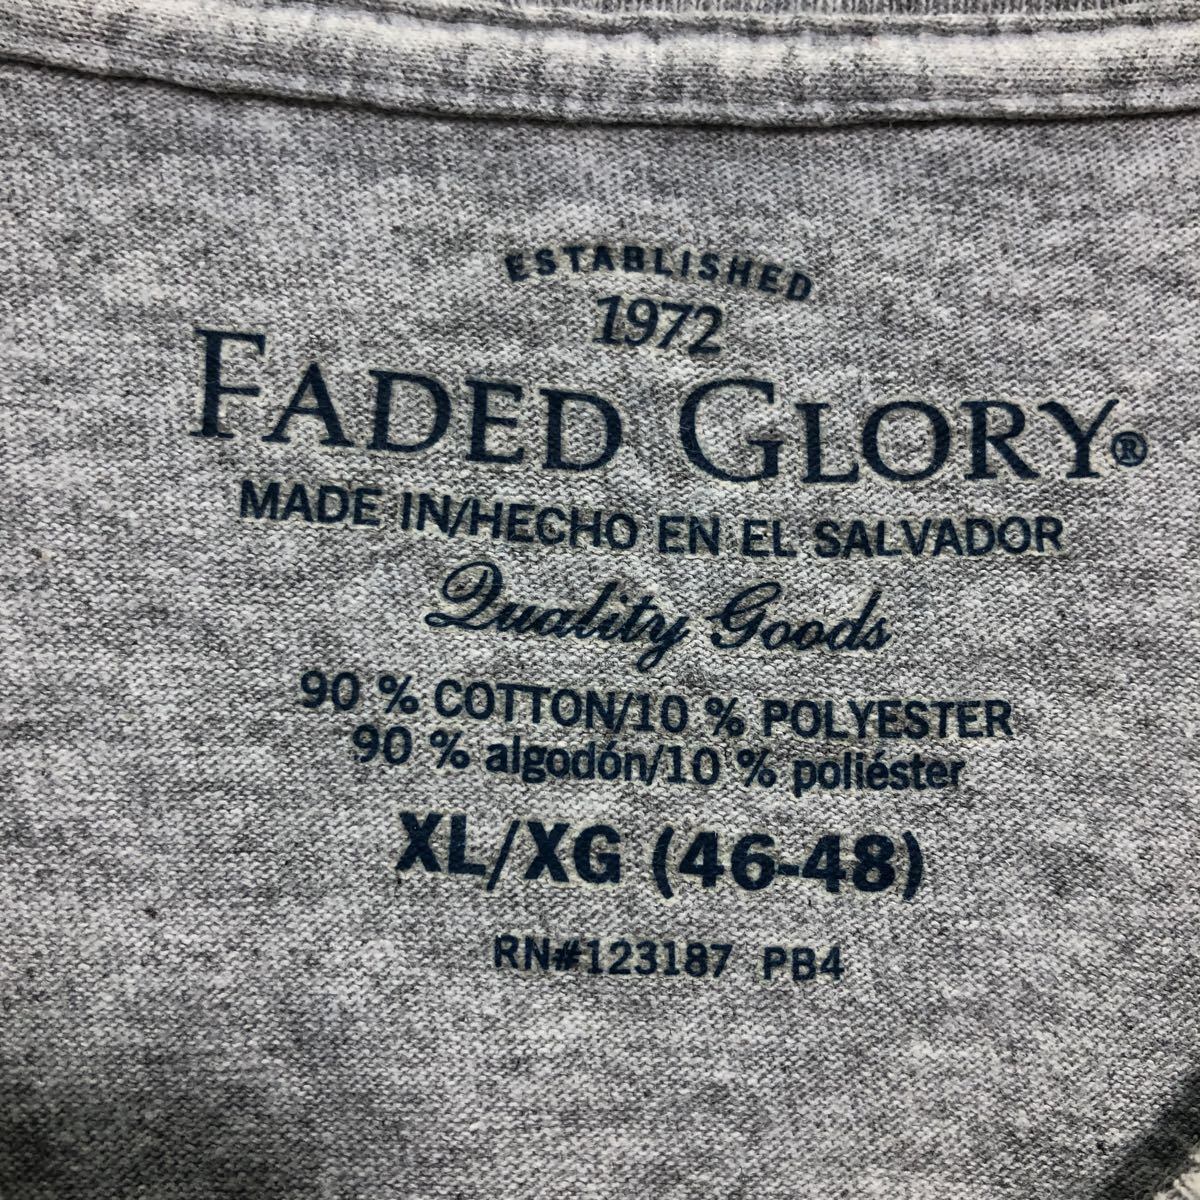 ESTABLISHED
1972
FADED GLORY®
MADE IN/HECHO EN EL SALVADOR
Quality Goods
90 % COTTON/10 % POLYESTER
90 % algodón/10 % poliéster
XL/XG (46-48)
RN#123187 PB4